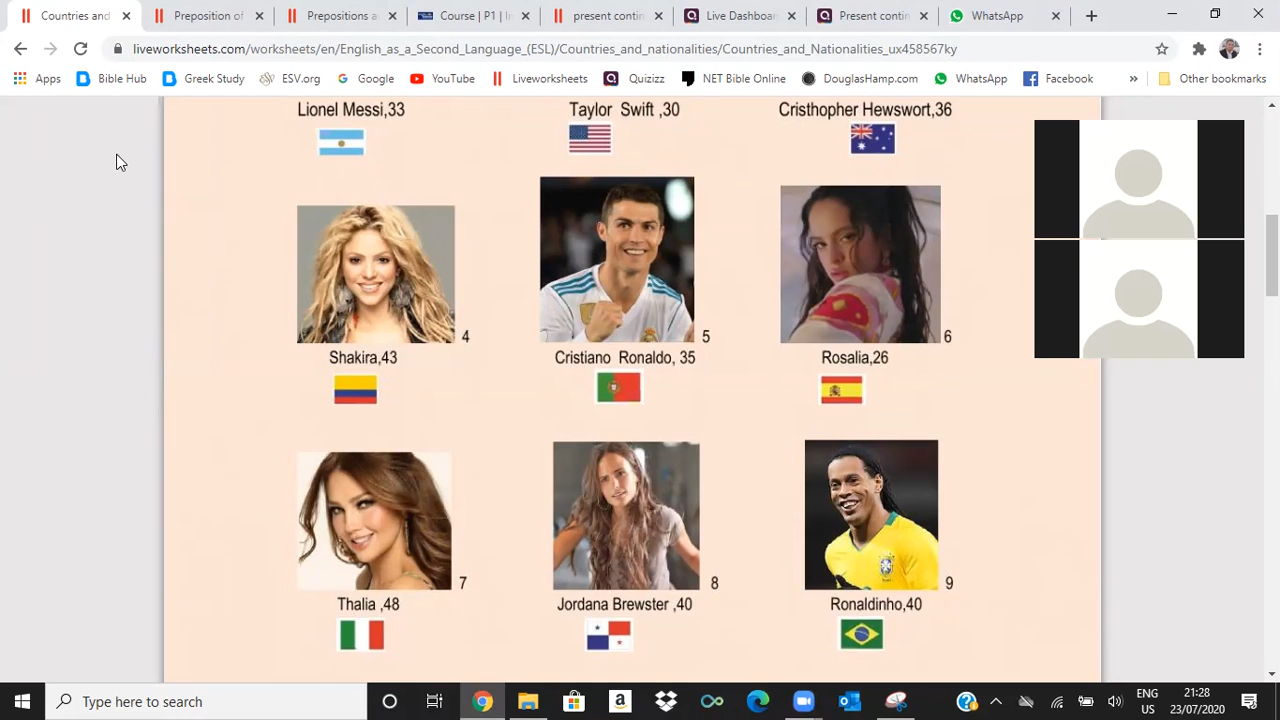 Countries and
Preposition of
Prepositions a
Course | P1 | I
present contin
Live Dashboar
Present contin
WhatsApp
liveworksheets.com/worksheets/en/English_as_a_Second_Language_(ESL)/Countries_and_nationalities/Countries_and_Nationalities_ux458567ky
Apps
Bible Hub
Greek Study
ESV.org
Google
YouTube
Liveworksheets
Quizizz
NET Bible Online
DouglasHamp.com
WhatsApp
Facebook
»
Other bookmarks
Lionel Messi,33
Taylor Swift ,30
Cristhopher Hewswort,36
4
5
6
Shakira,43
Cristiano Ronaldo, 35
Rosalia,26
7
8
9
Thalia ,48
Jordana Brewster ,40
Ronaldinho,40
Type here to search
ENG
US
21:28
23/07/2020